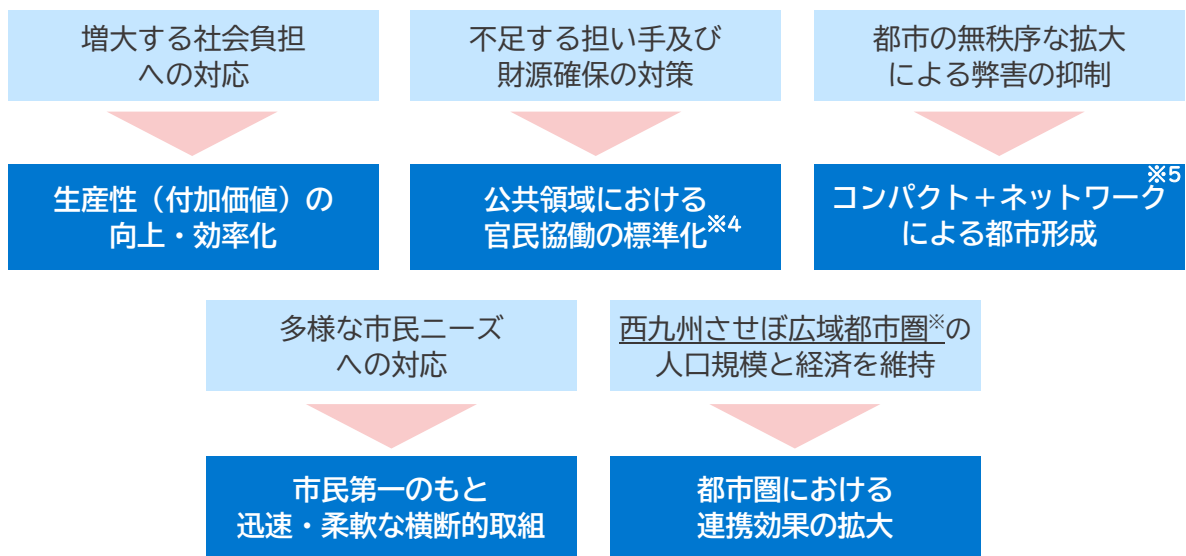 増大する社会負担
への対応
不足する担い手及び
財源確保の対策
都市の無秩序な拡大
による弊害の抑制
生産性（付加価値）の
向上・効率化
公共領域における
官民協働の標準化※4
コンパクト＋ネットワーク※5
による都市形成
多様な市民ニーズ
への対応
西九州させぼ広域都市圏※の
人口規模と経済を維持
市民第一のもと
迅速・柔軟な横断的取組
都市圏における
連携効果の拡大